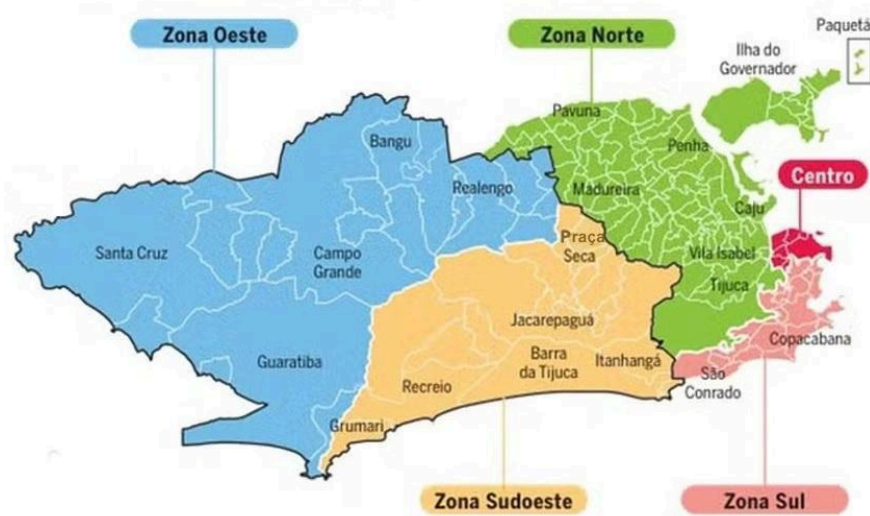 Zona Oeste
Zona Norte
Paquetá
Ilha do
Governador
Pavuna
Bangu
Penha
Centro
Realengo
Madureira
Caju
Santa Cruz
Campo
Grande
Praça
Seca
Vila Isabel
Tijuca
Jacarepaguá
Copacabana
Guaratiba
Barra
da Tijuca
Itanhangá
São
Conrado
Recreio
Grumari
Zona Sudoeste
Zona Sul